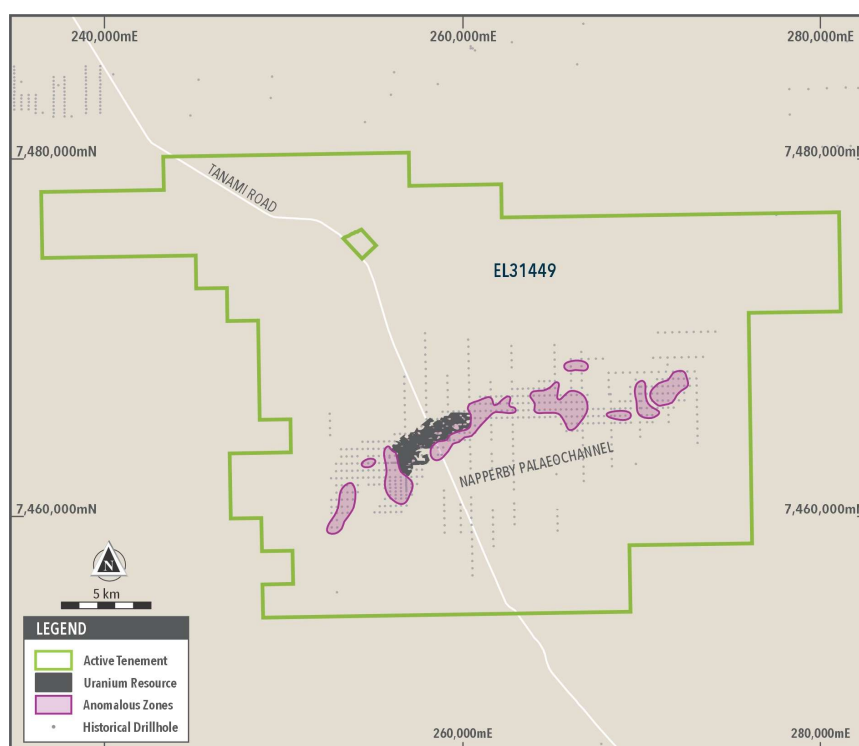 240,000mE
260,000mE
280,000mE
7,480,000mN
7,480,000mN
TANAMI ROAD
EL31449
NAPPERBY PALAEOCHANNEL
7,460,000mN
7,460,000mN
N
5 km
LEGEND
Active Tenement
Uranium Resource
Anomalous Zones
Historical Drillhole
260,000mE
280,000mE